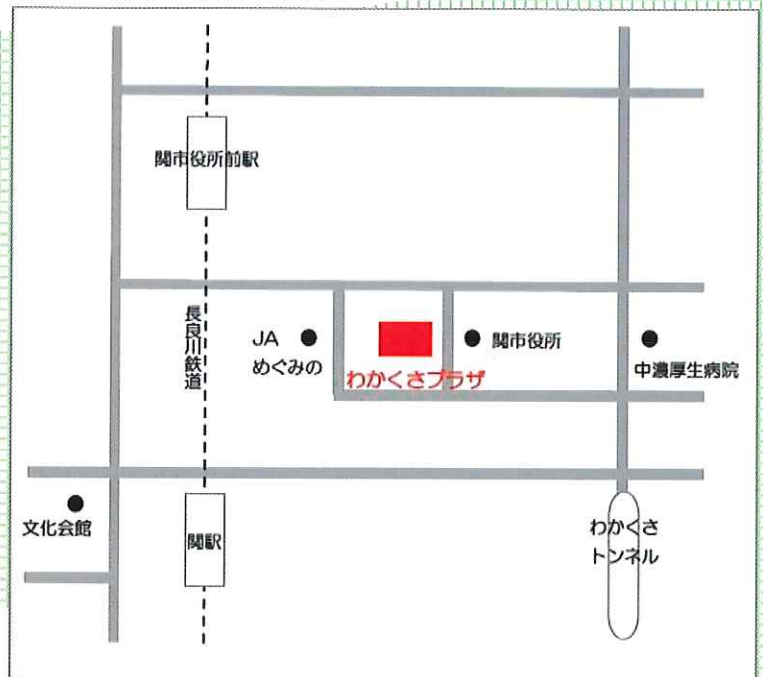 関市役所前駅
長良川鉄道
JA
めぐみの
わかくさプラザ
関市役所
中濃厚生病院
文化会館
関駅
わかくさ
トンネル